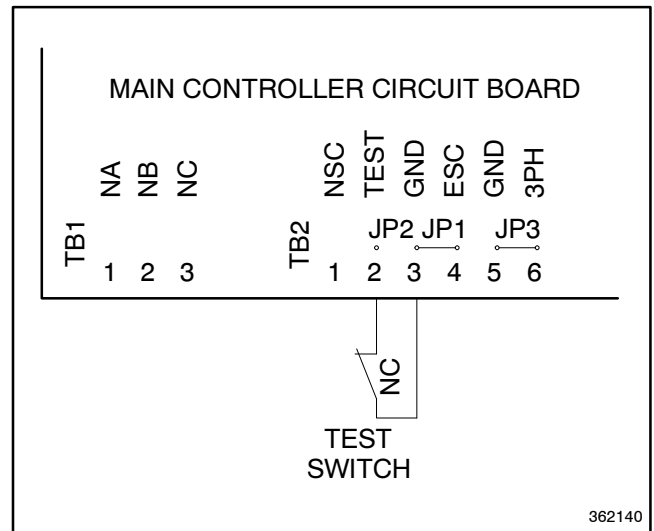 MAIN CONTROLLER CIRCUIT BOARD
NA NB NC NSC TEST GND ESC GND 3PH
TB1 TB2 JP2 JP1 JP3
1 2 3 1 2 3 4 5 6
NC
TEST
SWITCH
362140